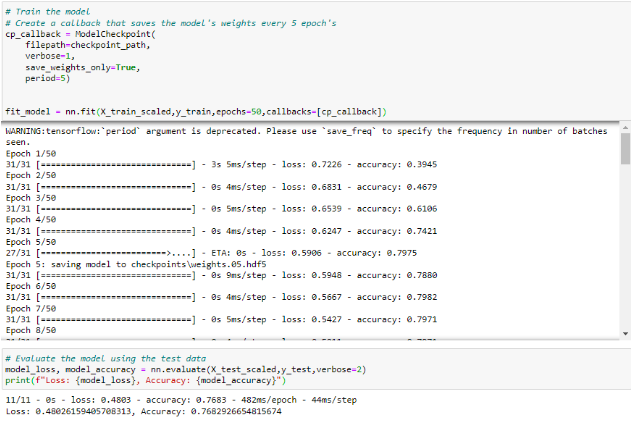 # Train the model
# Create a callback that saves the model's weights every 5 epoch's
cp_callback = ModelCheckpoint(
filepath=checkpoint_path,
verbose=1,
save_weights_only=True,
period=5)
fit_model = nn.fit(X_train_scaled,y_train,epochs=50,callbacks=[cp_callback])
WARNING:tensorflow:`period` argument is deprecated. Please use `save_freq` to specify the frequency in number of batches
seen.
Epoch 1/50
31/31 [==============================] - 3s 5ms/step - loss: 0.7226 - accuracy: 0.3945
Epoch 2/50
31/31 [==============================] - 0s 4ms/step - loss: 0.6831 - accuracy: 0.4679
Epoch 3/50
31/31 [==============================] - 0s 5ms/step - loss: 0.6539 - accuracy: 0.6106
Epoch 4/50
31/31 [==============================] - 0s 4ms/step - loss: 0.6247 - accuracy: 0.7421
Epoch 5/50
27/31 [=========================>....] - ETA: 0s - loss: 0.5906 - accuracy: 0.7975
Epoch 5: saving model to checkpoints\weights.05.hdf5
31/31 [==============================] - 0s 9ms/step - loss: 0.5948 - accuracy: 0.7880
Epoch 6/50
31/31 [==============================] - 0s 4ms/step - loss: 0.5667 - accuracy: 0.7982
Epoch 7/50
31/31 [==============================] - 0s 5ms/step - loss: 0.5427 - accuracy: 0.7971
Epoch 8/50
# Evaluate the model using the test data
model_loss, model_accuracy = nn.evaluate(X_test_scaled,y_test,verbose=2)
print(f"Loss: {model_loss}, Accuracy: {model_accuracy}")
11/11 - 0s - loss: 0.4803 - accuracy: 0.7683 - 482ms/epoch - 44ms/step
Loss: 0.48026159405708313, Accuracy: 0.7682926654815674